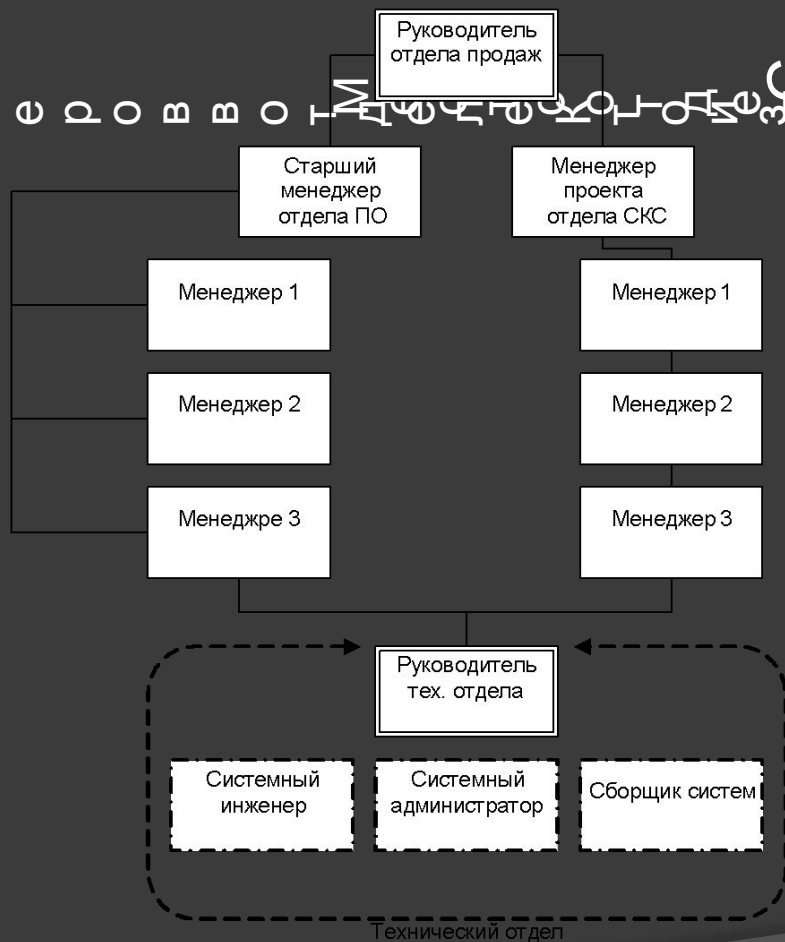 Руководитель
отдела продаж
Старший
менеджер
отдела ПО
Менеджер
проекта
отдела СКС
Менеджер 1
Менеджер 1
Менеджер 2
Менеджер 2
Менеджре 3
Менеджер 3
Руководитель
тех. отдела
Системный
инженер
Системный
администратор
Сборщик систем
Технический отдел